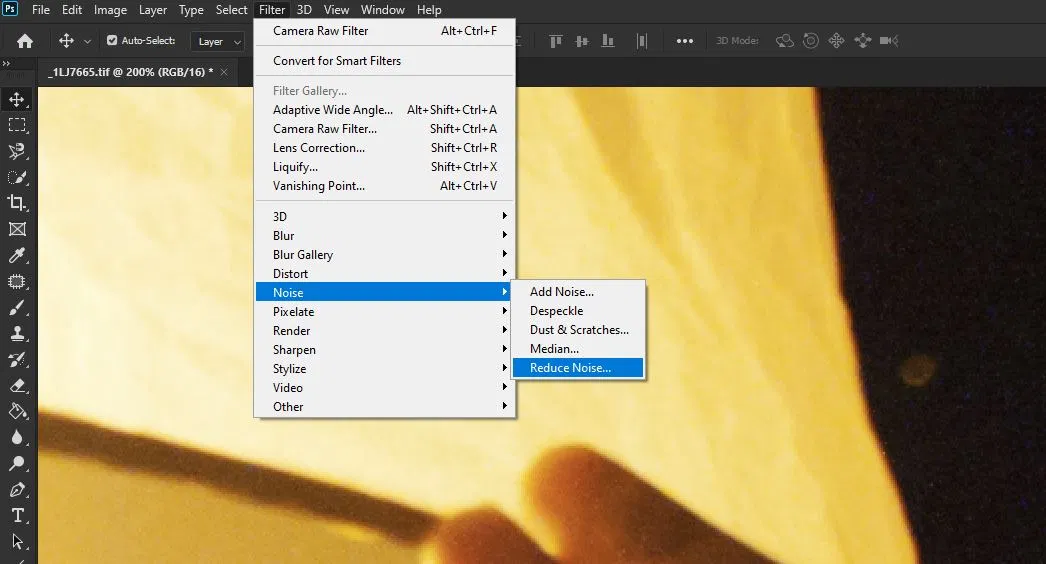 Ps File Edit Image Layer Type Select Filter 3D View Window Help
Auto-Select: Layer 3D Mode:
_1LJ7665.tif @ 200% (RGB/16) *
Camera Raw Filter Alt+Ctrl+F
Convert for Smart Filters
Filter Gallery...
Adaptive Wide Angle... Alt+Shift+Ctrl+A
Camera Raw Filter... Shift+Ctrl+A
Lens Correction... Shift+Ctrl+R
Liquify... Shift+Ctrl+X
Vanishing Point... Alt+Ctrl+V
3D
Blur
Blur Gallery
Distort
Noise
Pixelate
Render
Sharpen
Stylize
Video
Other
Add Noise...
Despeckle
Dust & Scratches...
Median...
Reduce Noise...